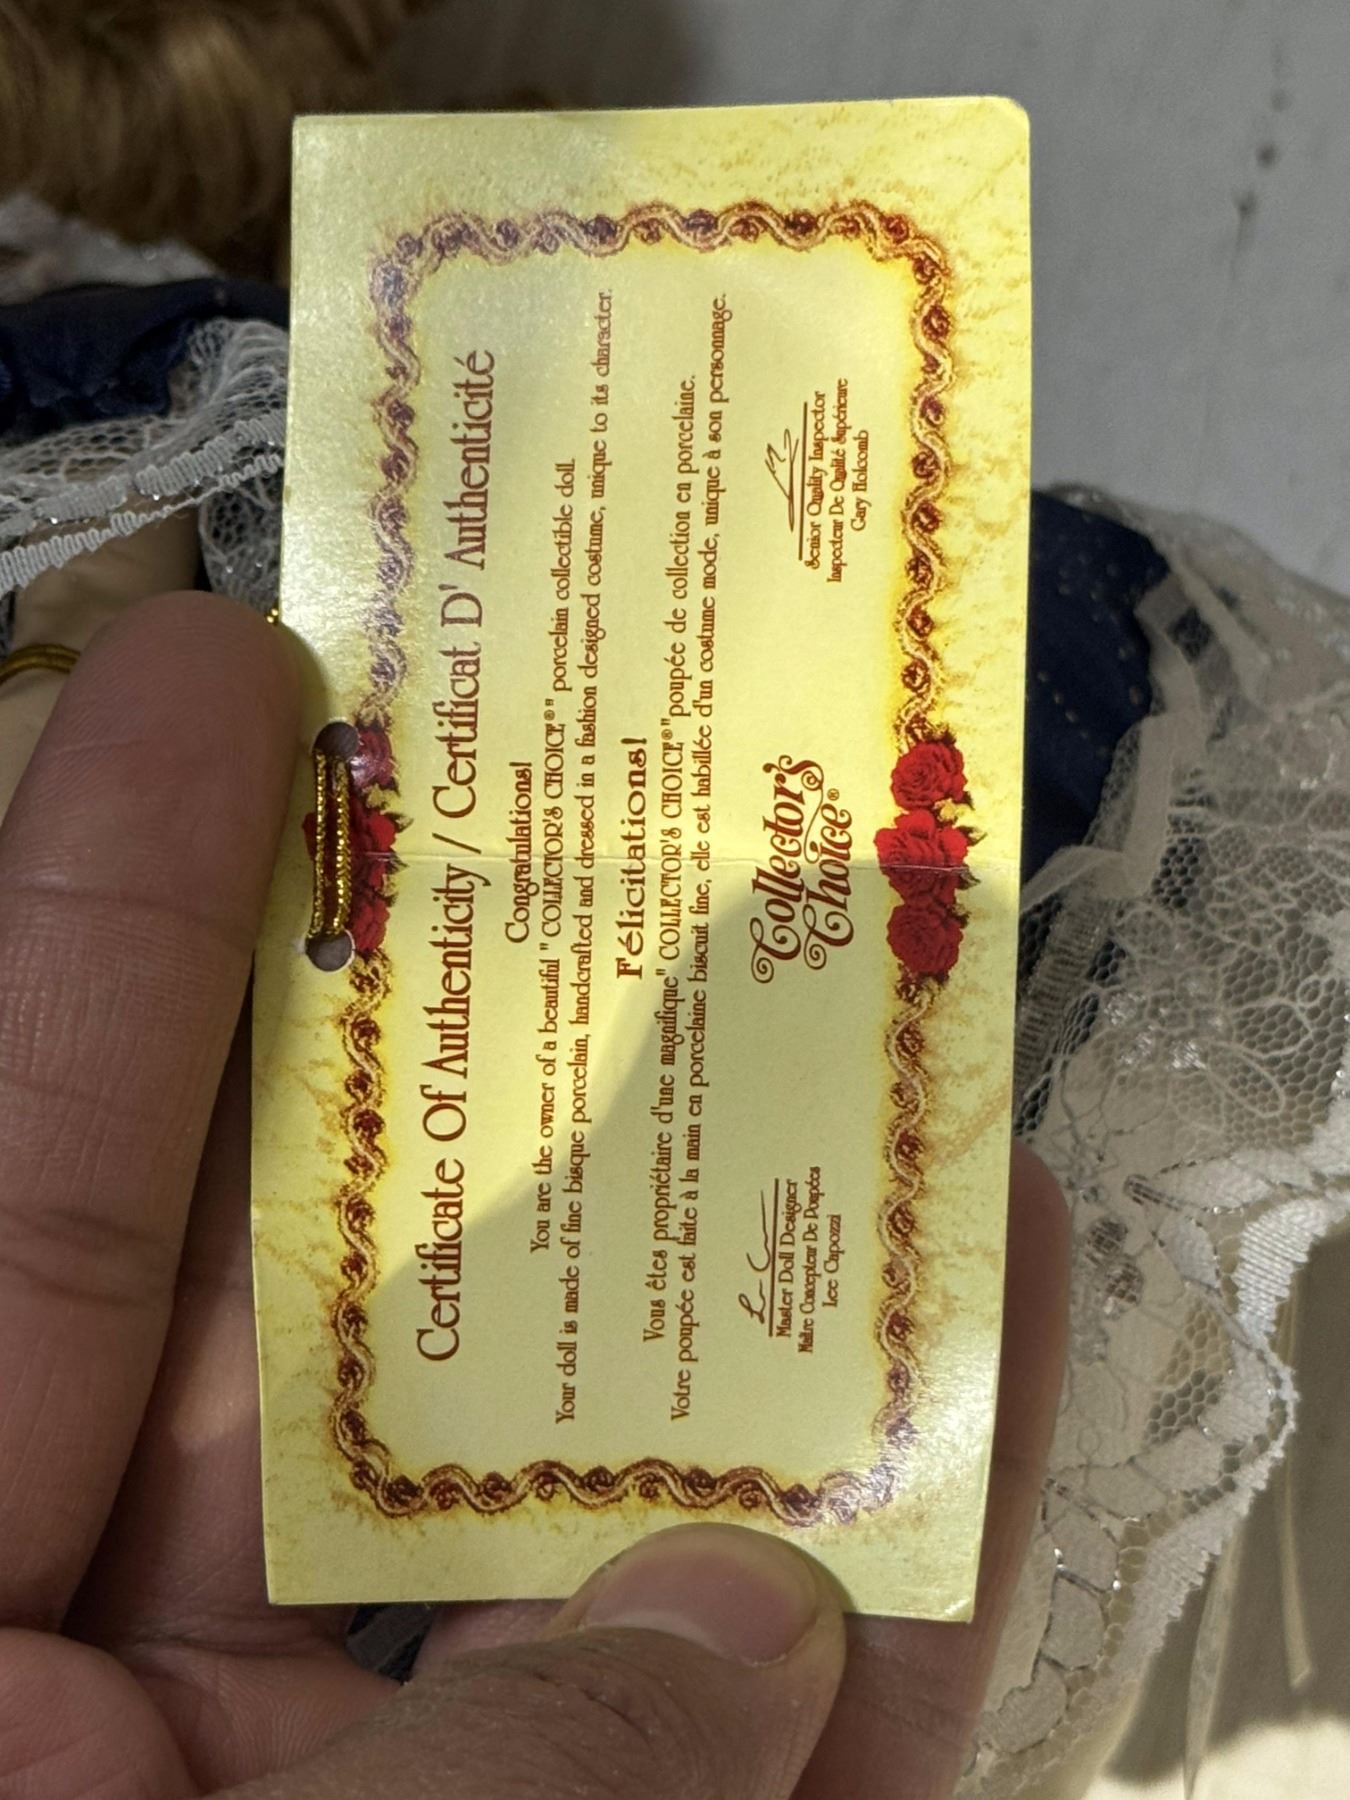 Certificate Of Authenticity / Certificat D' Authenticité
Congratulations!
You are the owner of a beautiful " COLLECTOR'S CHOICE®" porcelain collectible doll.
Your doll is made of fine bisque porcelain, handcrafted and dressed in a fashion designed costume, unique to its character.
Félicitations!
Vous êtes propriétaire d'une magnifique" COLLECTOR'S CHOICE®"poupée de collection en porcelaine.
Votre poupée est faite à la main en porcelaine biscuit fine, elle est habillée d'un costume mode, unique à son personnage.
Master Doll Designer
Maître Concepteur De Poupées
Lee Capozzi
Collector's
Choice®
Senior Quality Inspector
Inspecteur De Qualité Supérieure
Gary Holcomb